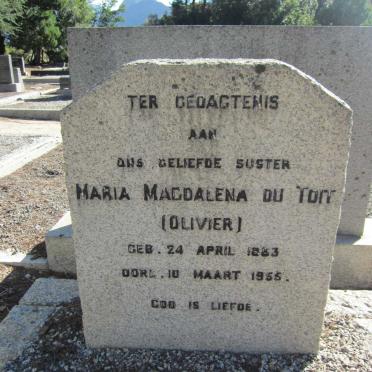 TER GEDAGTENIS
AAN
ONS GELIEFDE SUSTER
MARIA MAGDALENA DU TOIT
(OLIVIER)
GEB. 24 APRIL 1883
OORL. 10 MAART 1955.
GOD IS LIEFDE.